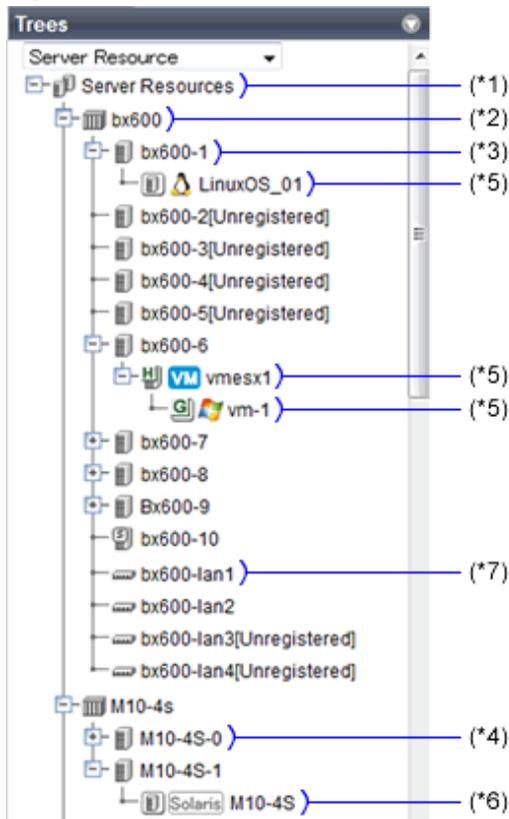 Trees
Server Resource
Server Resources (*1)
bx600 (*2)
bx600-1 (*3)
LinuxOS_01 (*5)
bx600-2[Unregistered]
bx600-3[Unregistered]
bx600-4[Unregistered]
bx600-5[Unregistered]
bx600-6
H VM vmesx1 (*5)
G vm-1 (*5)
bx600-7
bx600-8
Bx600-9
S bx600-10
bx600-lan1 (*7)
bx600-lan2
bx600-lan3[Unregistered]
bx600-lan4[Unregistered]
M10-4s
M10-4S-0 (*4)
M10-4S-1
Solaris M10-4S (*6)